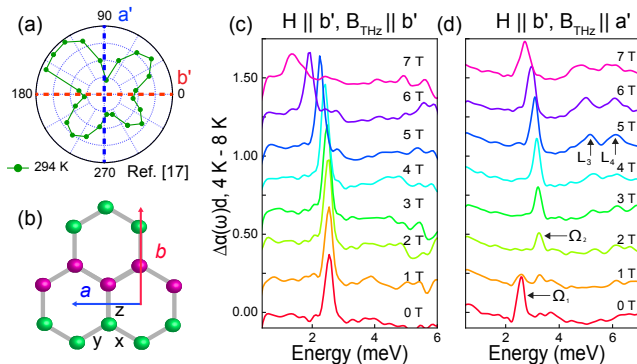 (a)
a'
90
b'
180
0
270
294 K
Ref. [17]
(b)
b
a
z
y
x
(c)
H || b', B_THz || b'
Δα(ω)d, 4 K - 8 K
1.50
1.00
0.50
0.00
7 T
6 T
5 T
4 T
3 T
2 T
1 T
0 T
0
2
4
6
Energy (meV)
(d)
H || b', B_THz || a'
7 T
6 T
5 T
L₃
L₄
4 T
3 T
2 T
Ω₂
1 T
Ω₁
0 T
2
4
6
Energy (meV)